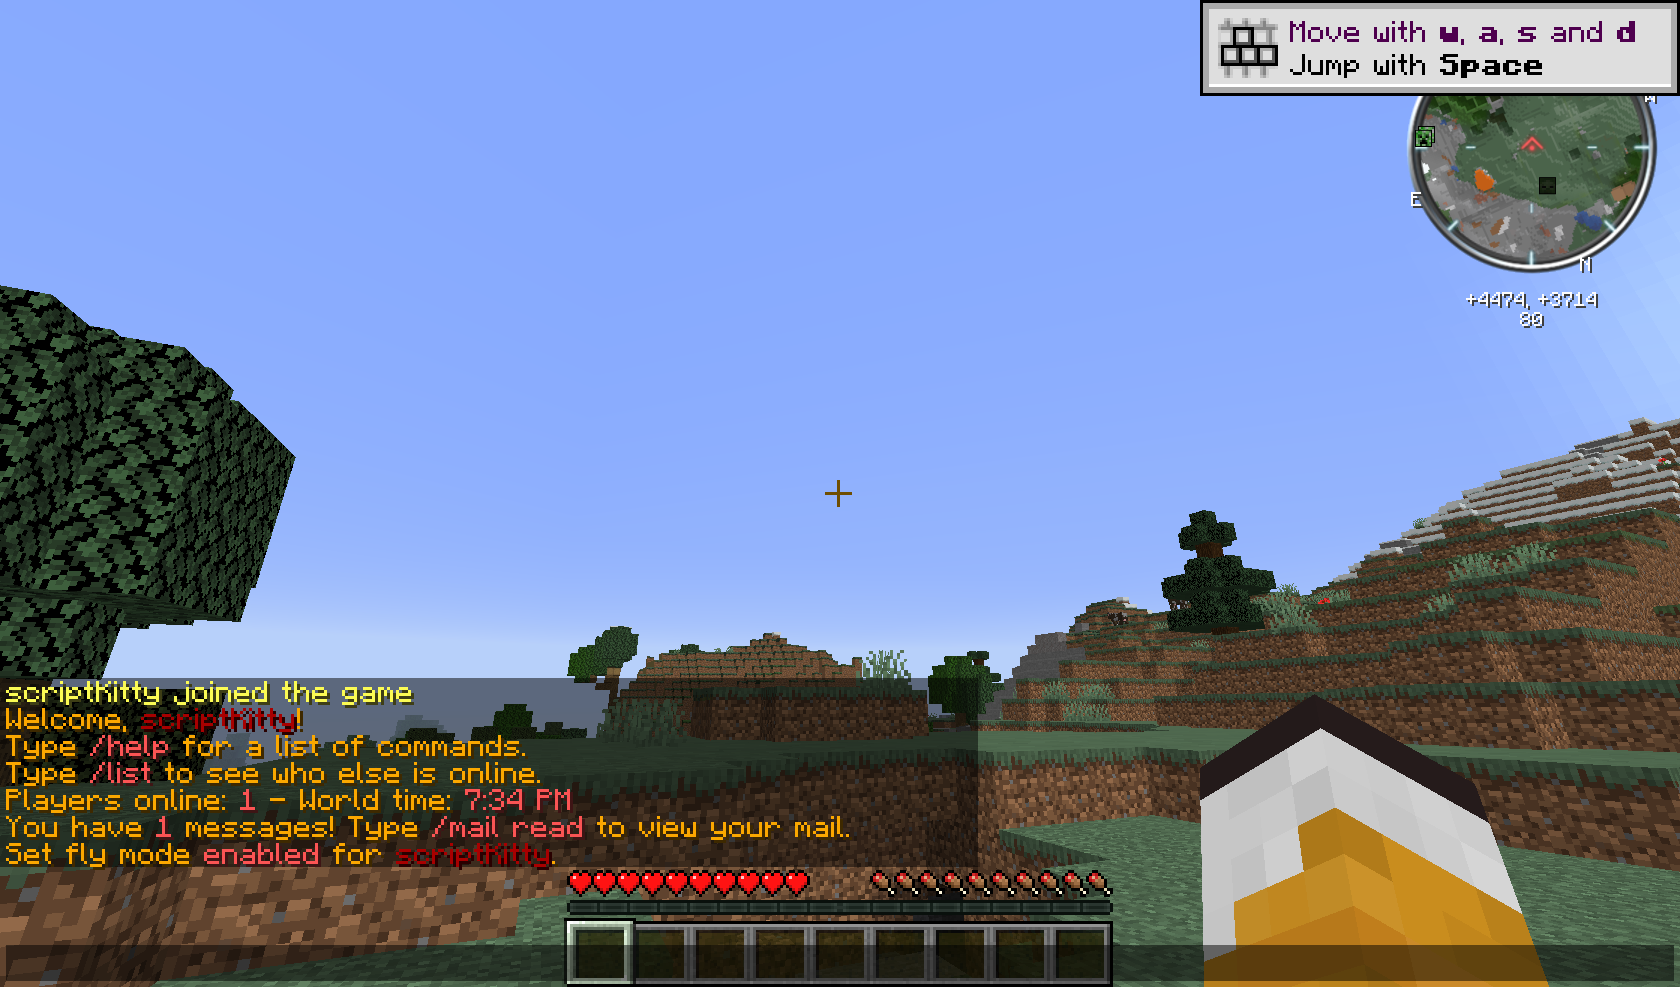 Move with w, a, s and d
Jump with Space
E
N
+4474, +3714
80
scriptKitty joined the game
Welcome, scriptKitty!
Type /help for a list of commands.
Type /list to see who else is online.
Players online: 1 - World time: 7:34 PM
You have 1 messages! Type /mail read to view your mail.
Set fly mode enabled for scriptKitty.